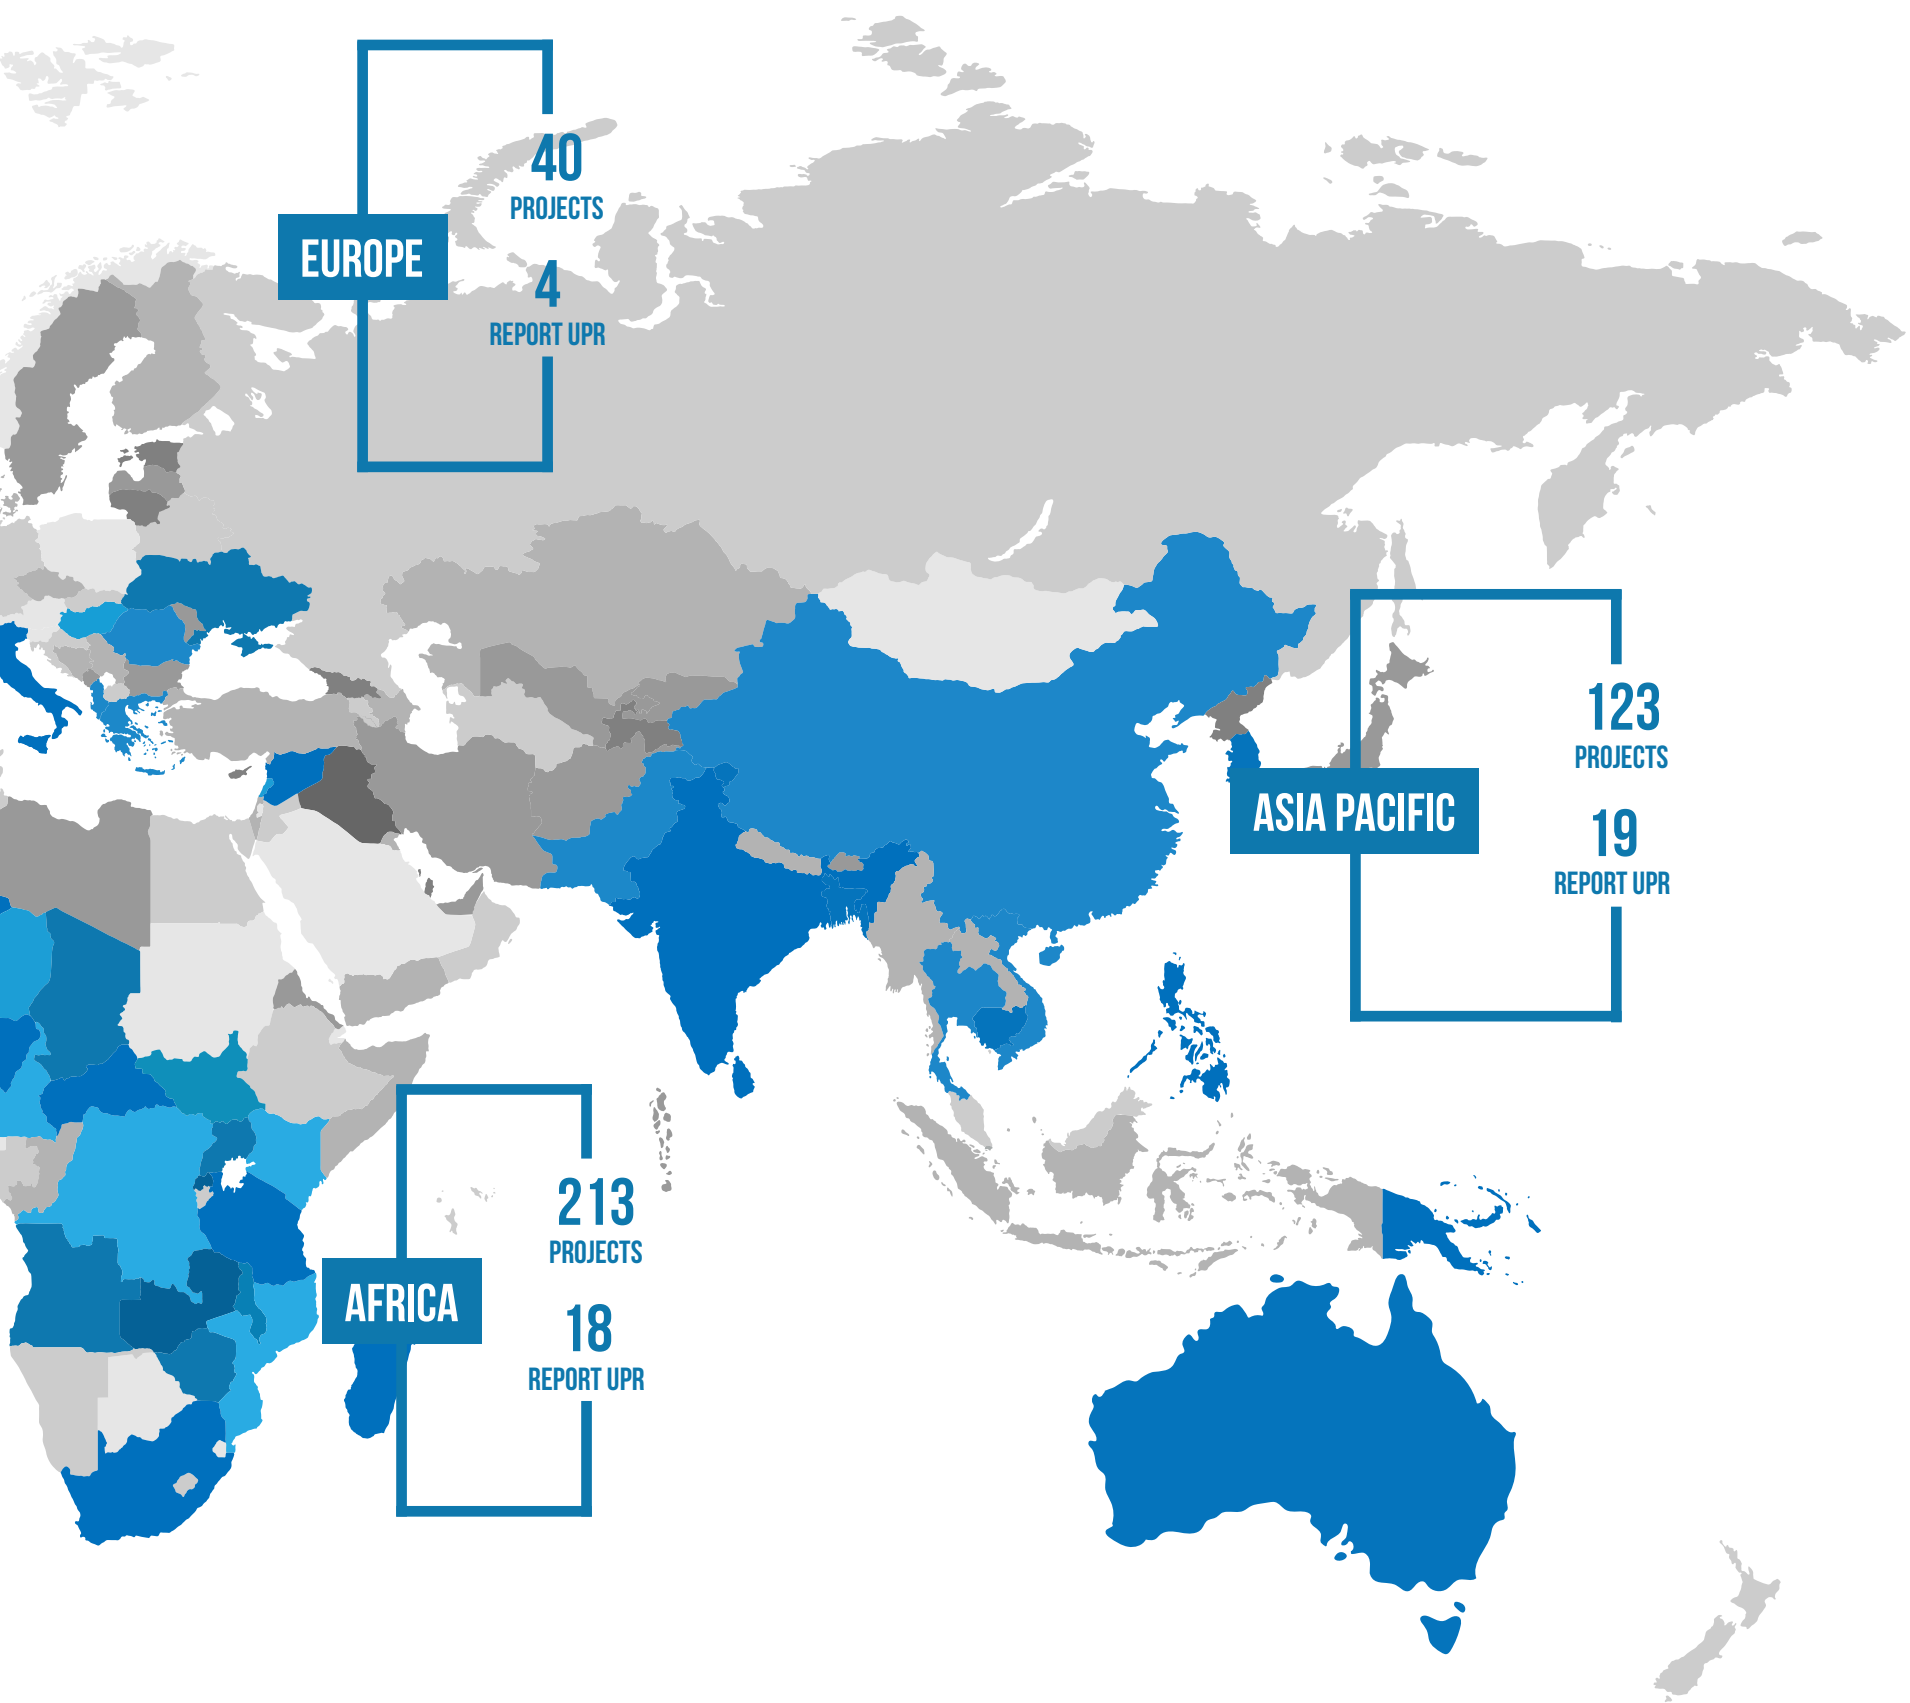 EUROPE
40
PROJECTS
4
REPORT UPR
ASIA PACIFIC
123
PROJECTS
19
REPORT UPR
AFRICA
213
PROJECTS
18
REPORT UPR